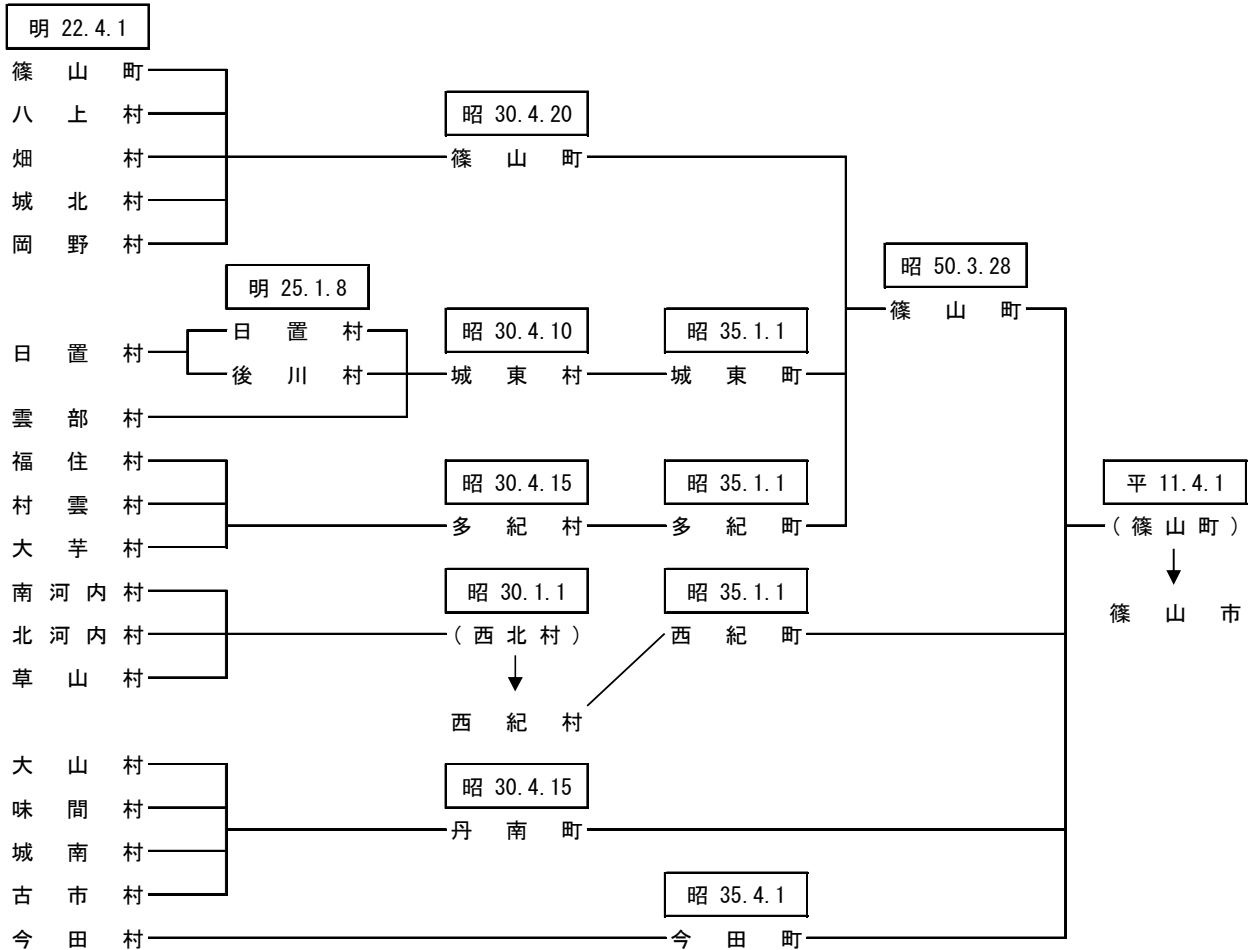 明 22.4.1
篠山町
八上村
昭 30.4.20
畑村
篠山町
城北村
岡野村
昭 50.3.28
明 25.1.8
篠山町
日置村
昭 30.4.10
昭 35.1.1
日置村
後川村
城東村
城東町
雲部村
福住村
昭 30.4.15
昭 35.1.1
平 11.4.1
村雲村
多紀村
多紀町
(篠山町)
大芋村
南河内村
昭 30.1.1
昭 35.1.1
篠山市
北河内村
(西北村)
西紀町
草山村
西紀村
大山村
昭 30.4.15
味間村
丹南町
城南村
古市村
昭 35.4.1
今田村
今田町